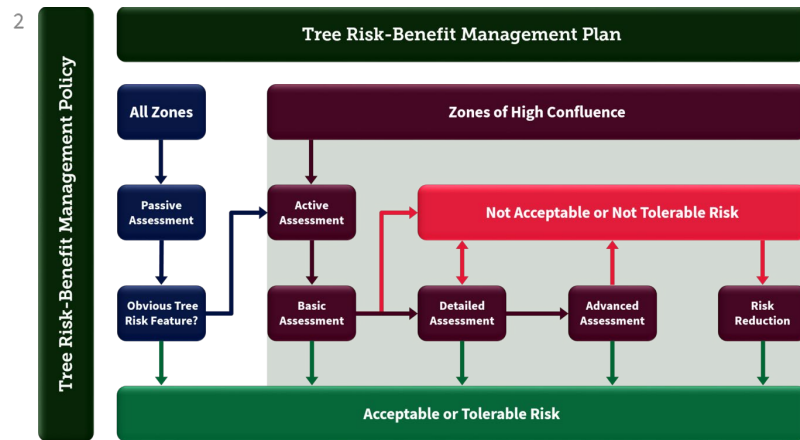 2
Tree Risk-Benefit Management Policy
Tree Risk-Benefit Management Plan
All Zones
Zones of High Confluence
Passive
Assessment
Active
Assessment
Not Acceptable or Not Tolerable Risk
Obvious Tree
Risk Feature?
Basic
Assessment
Detailed
Assessment
Advanced
Assessment
Risk
Reduction
Acceptable or Tolerable Risk